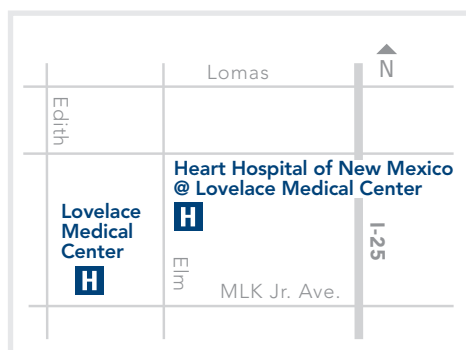 Lomas
N
Edith
Heart Hospital of New Mexico
@ Lovelace Medical Center
H
Lovelace
Medical
Center
H
I-25
Elm
MLK Jr. Ave.